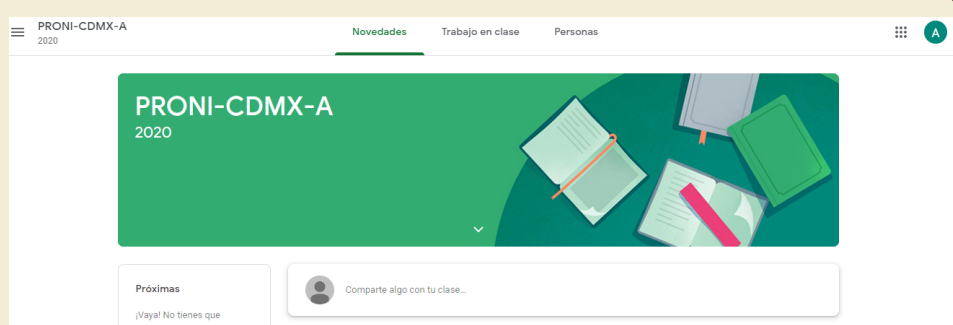 PRONI-CDMX-A
2020
Novedades
Trabajo en clase
Personas
A
PRONI-CDMX-A
2020
Próximas
¡Vaya! No tienes que
Comparte algo con tu clase...